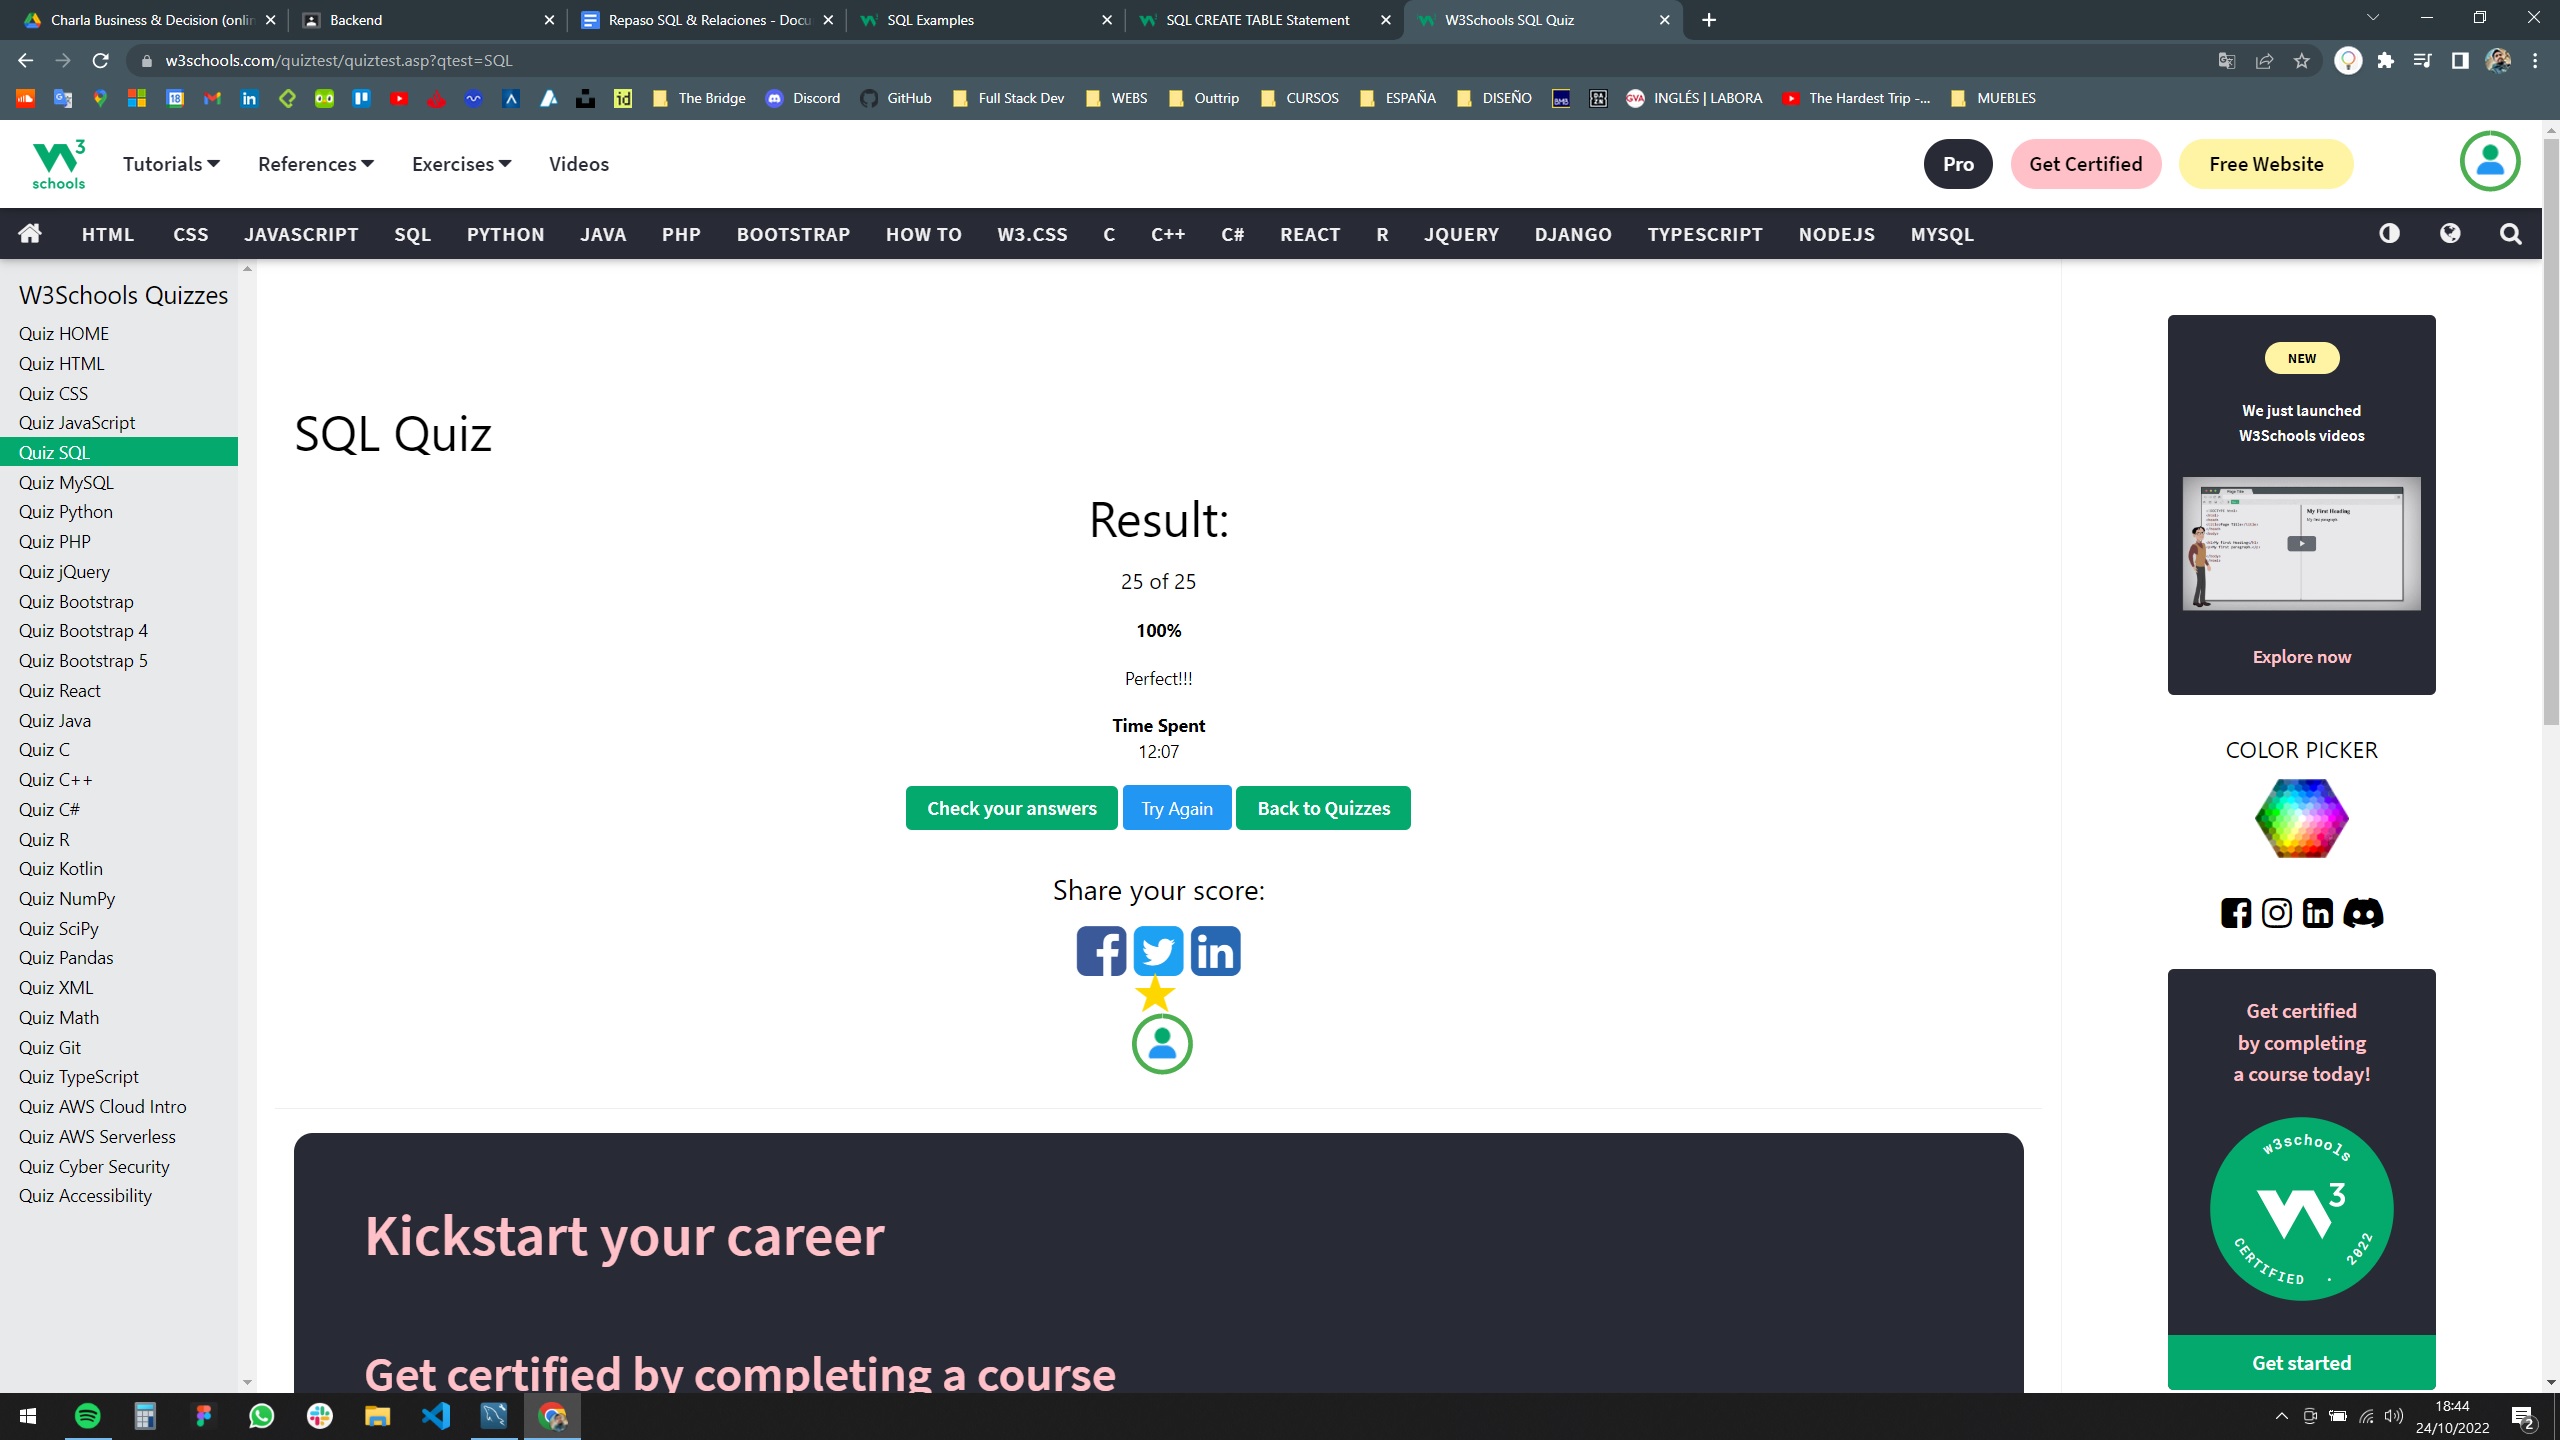 Charla Business & Decision (onlin
Backend
Repaso SQL & Relaciones - Docu
SQL Examples
SQL CREATE TABLE Statement
W3Schools SQL Quiz
w3schools.com/quiztest/quiztest.asp?qtest=SQL
The Bridge
Discord
GitHub
Full Stack Dev
WEBS
Outtrip
CURSOS
ESPAÑA
DISEÑO
INGLÉS | LABORA
The Hardest Trip -...
MUEBLES
schools
Tutorials
References
Exercises
Videos
Pro
Get Certified
Free Website
HTML
CSS
JAVASCRIPT
SQL
PYTHON
JAVA
PHP
BOOTSTRAP
HOW TO
W3.CSS
C
C++
C#
REACT
R
JQUERY
DJANGO
TYPESCRIPT
NODEJS
MYSQL
W3Schools Quizzes
Quiz HOME
Quiz HTML
Quiz CSS
Quiz JavaScript
Quiz SQL
Quiz MySQL
Quiz Python
Quiz PHP
Quiz jQuery
Quiz Bootstrap
Quiz Bootstrap 4
Quiz Bootstrap 5
Quiz React
Quiz Java
Quiz C
Quiz C++
Quiz C#
Quiz R
Quiz Kotlin
Quiz NumPy
Quiz SciPy
Quiz Pandas
Quiz XML
Quiz Math
Quiz Git
Quiz TypeScript
Quiz AWS Cloud Intro
Quiz AWS Serverless
Quiz Cyber Security
Quiz Accessibility
SQL Quiz
Result:
25 of 25
100%
Perfect!!!
Time Spent
12:07
Check your answers
Try Again
Back to Quizzes
Share your score:
Kickstart your career
Get certified by completing a course
NEW
We just launched
W3Schools videos
My First Heading
My first paragraph.
Explore now
COLOR PICKER
Get certified
by completing
a course today!
w3schools
3
CERTIFIED . 2022
Get started
18:44
24/10/2022
2